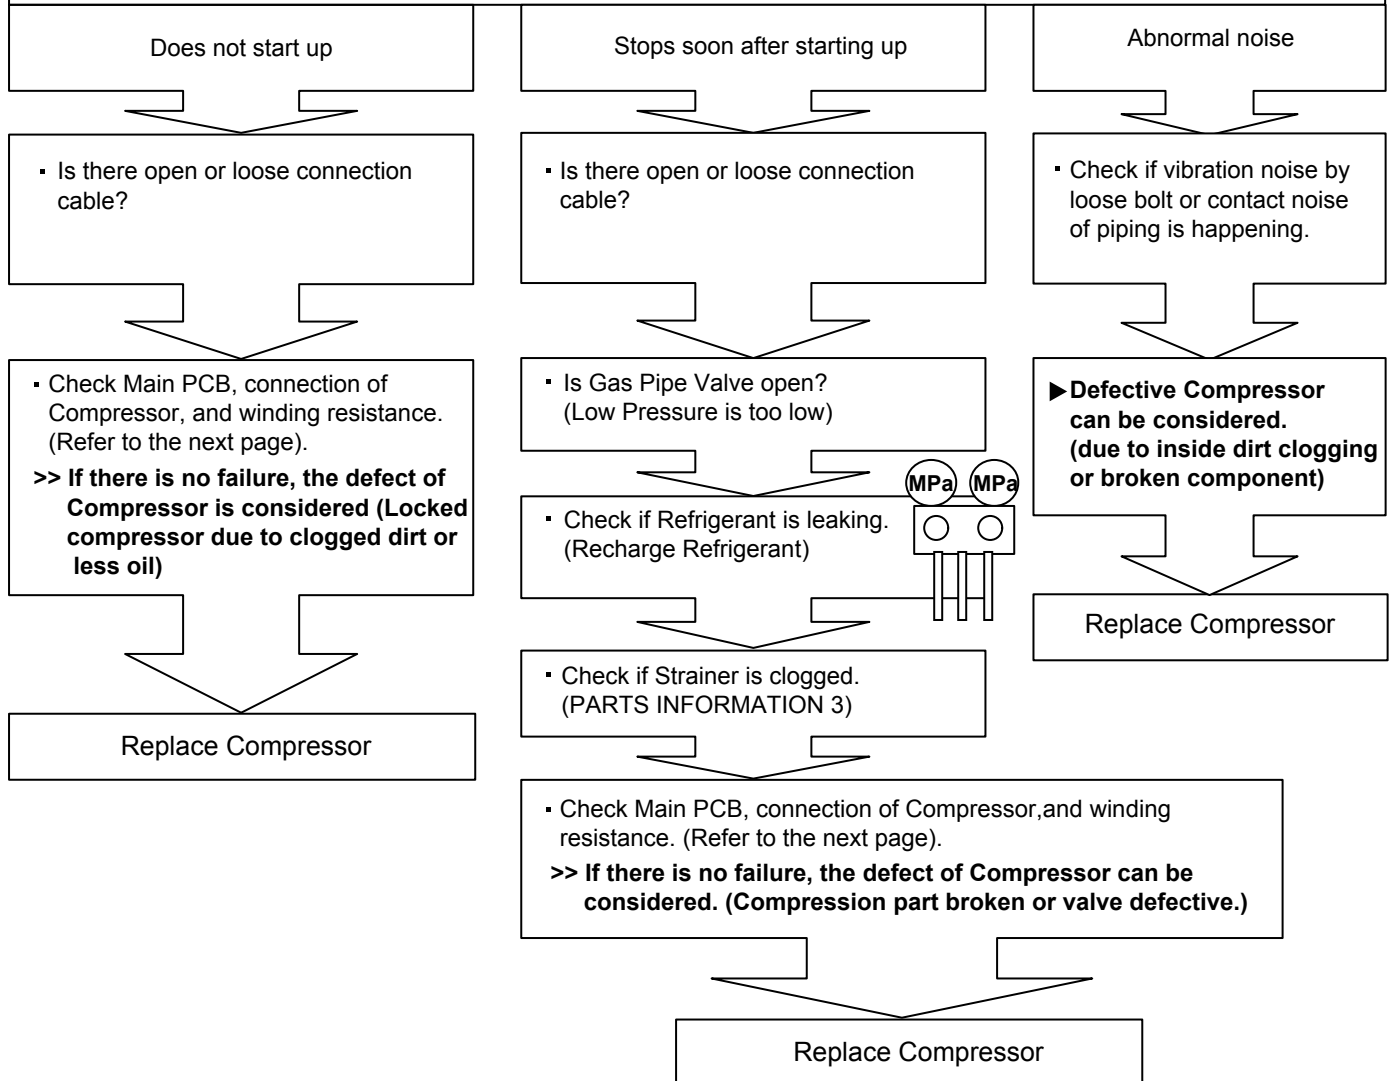 Does not start up
Is there open or loose connection
cable?
Check Main PCB, connection of
Compressor, and winding resistance.
(Refer to the next page).
>> If there is no failure, the defect of
Compressor is considered (Locked
compressor due to clogged dirt or
less oil)
Replace Compressor
Stops soon after starting up
Is there open or loose connection
cable?
Is Gas Pipe Valve open?
(Low Pressure is too low)
MPa MPa
Check if Refrigerant is leaking.
(Recharge Refrigerant)
Check if Strainer is clogged.
(PARTS INFORMATION 3)
Check Main PCB, connection of Compressor,and winding
resistance. (Refer to the next page).
>> If there is no failure, the defect of Compressor can be
considered. (Compression part broken or valve defective.)
Replace Compressor
Abnormal noise
Check if vibration noise by
loose bolt or contact noise
of piping is happening.
▶Defective Compressor
can be considered.
(due to inside dirt clogging
or broken component)
Replace Compressor